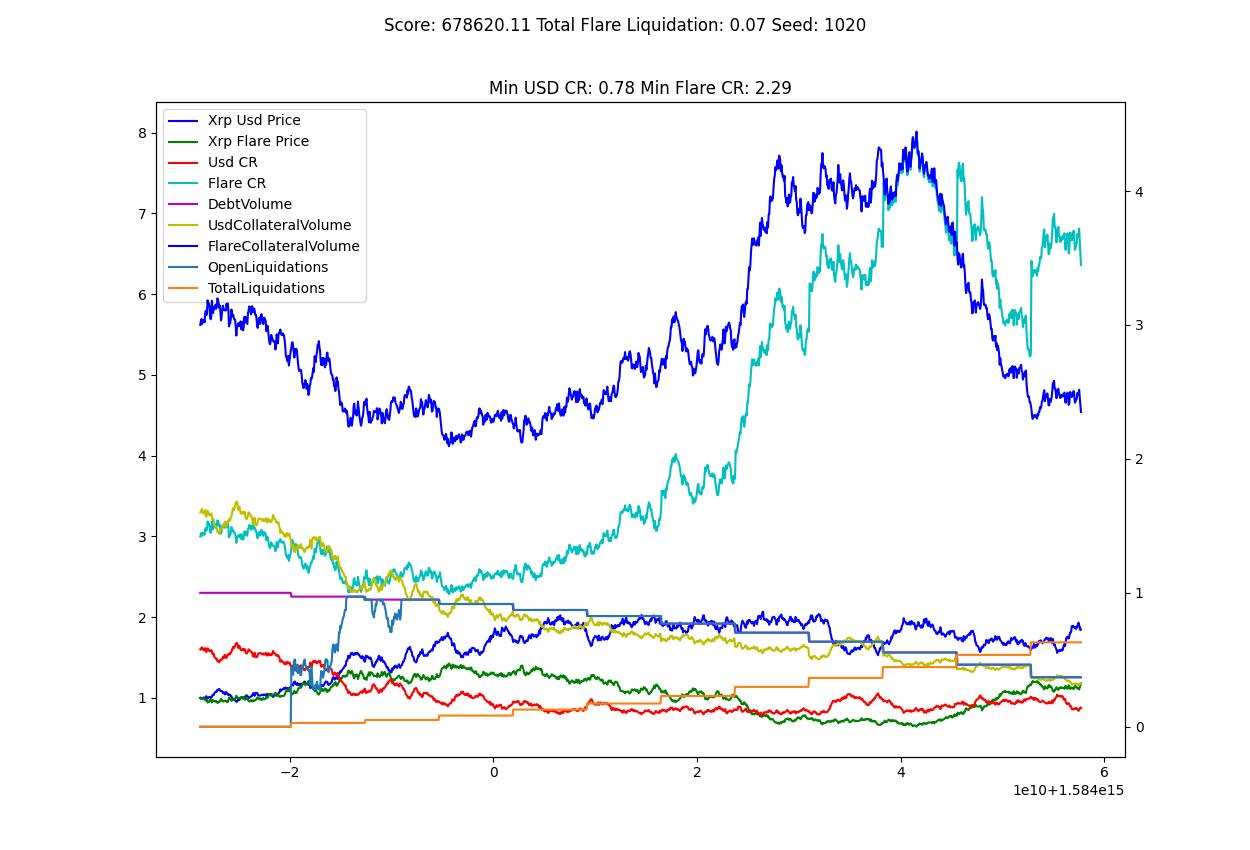 Score: 678620.11 Total Flare Liquidation: 0.07 Seed: 1020
Min USD CR: 0.78 Min Flare CR: 2.29
Xrp Usd Price
Xrp Flare Price
Usd CR
Flare CR
DebtVolume
UsdCollateralVolume
FlareCollateralVolume
OpenLiquidations
TotalLiquidations
8
7
6
5
4
3
2
1
4
3
2
1
0
−2 0 2 4 6
1e10+1.584e15